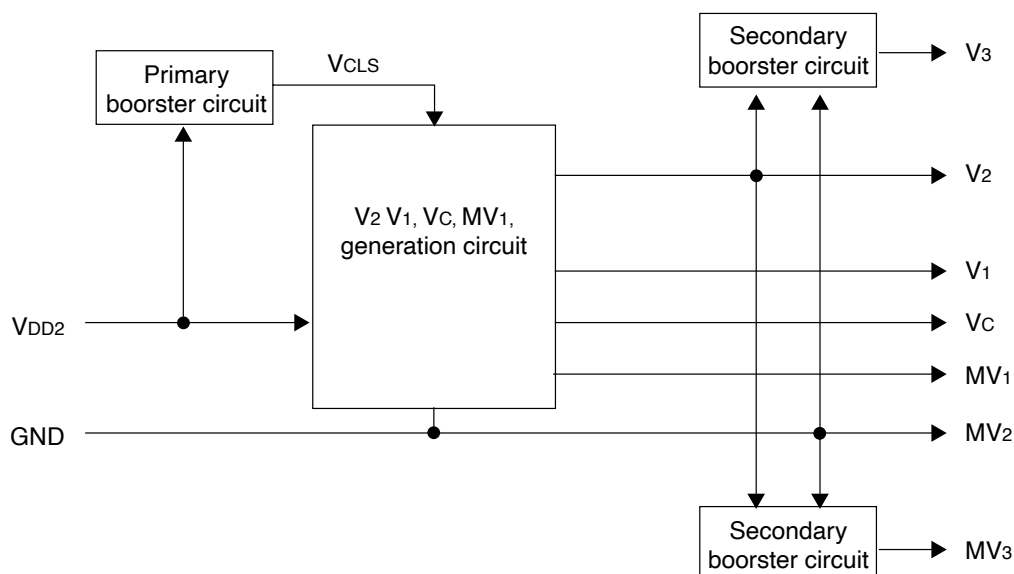 Primary
boorster circuit
VCLS
Secondary
boorster circuit
V3
V2
V2 V1, VC, MV1,
generation circuit
V1
VDD2
VC
MV1
GND
MV2
Secondary
boorster circuit
MV3